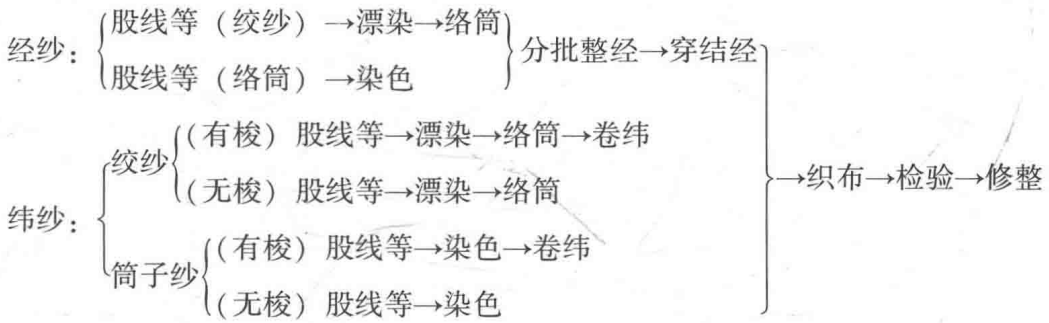 经纱：
股线等（绞纱）→漂染→络筒
股线等（络筒）→染色
分批整经→穿结经
纬纱：
绞纱
（有梭）股线等→漂染→络筒→卷纬
（无梭）股线等→漂染→络筒
筒子纱
（有梭）股线等→染色→卷纬
（无梭）股线等→染色
→织布→检验→修整